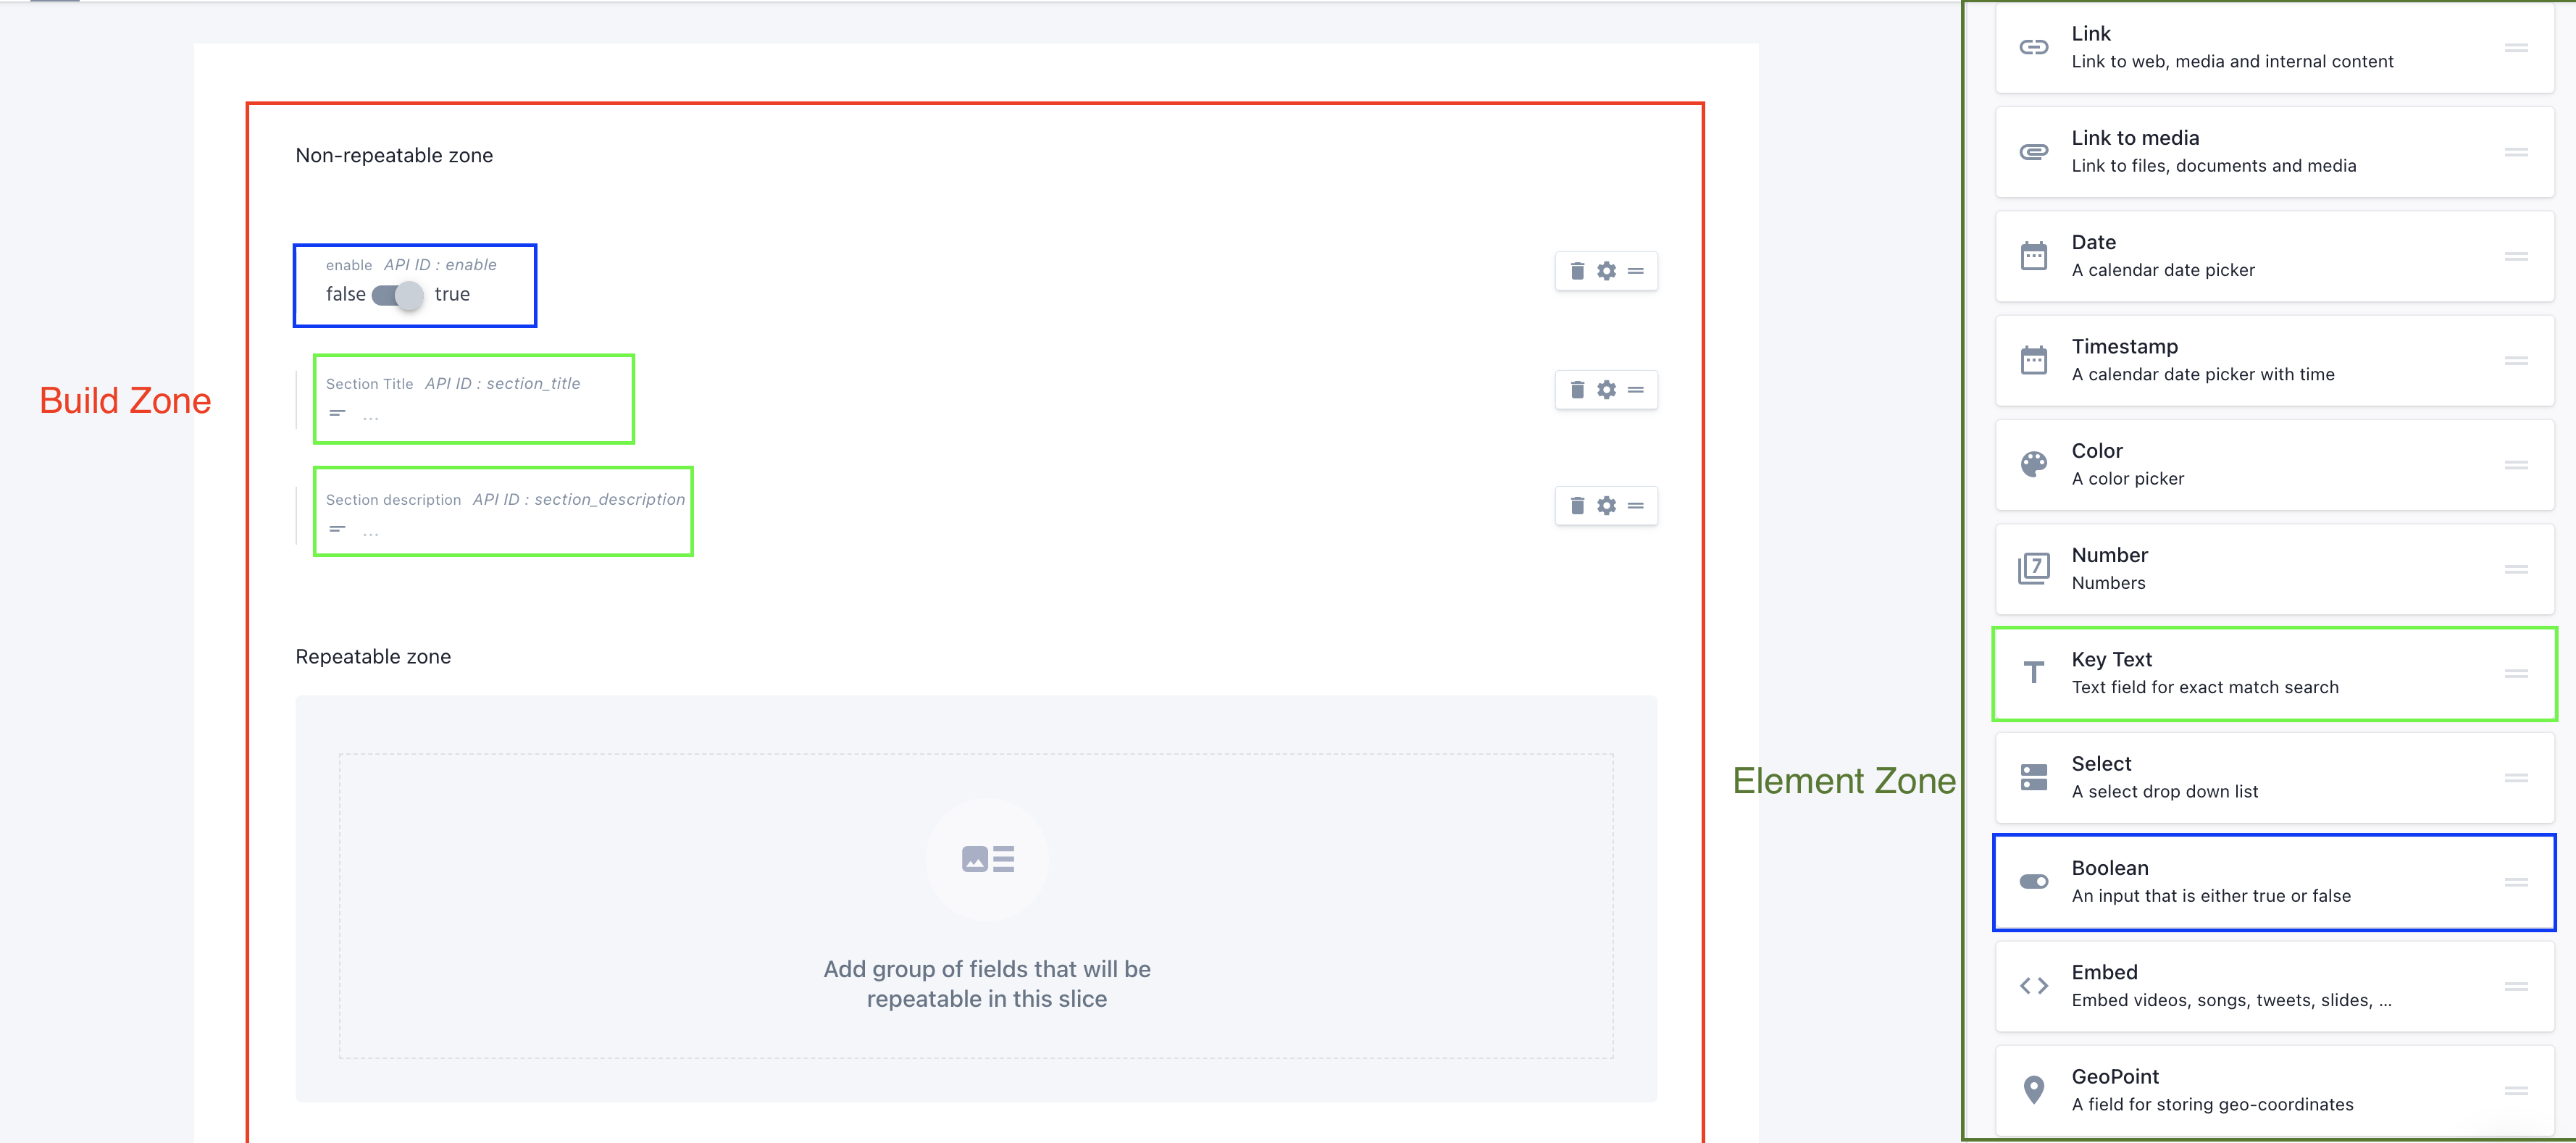 Build Zone
Non-repeatable zone
enable API ID : enable
false true
Section Title API ID : section_title
...
Section description API ID : section_description
...
Repeatable zone
Add group of fields that will be
repeatable in this slice
Element Zone
Link
Link to web, media and internal content
Link to media
Link to files, documents and media
Date
A calendar date picker
Timestamp
A calendar date picker with time
Color
A color picker
7
Number
Numbers
T
Key Text
Text field for exact match search
Select
A select drop down list
Boolean
An input that is either true or false
Embed
Embed videos, songs, tweets, slides, ...
GeoPoint
A field for storing geo-coordinates